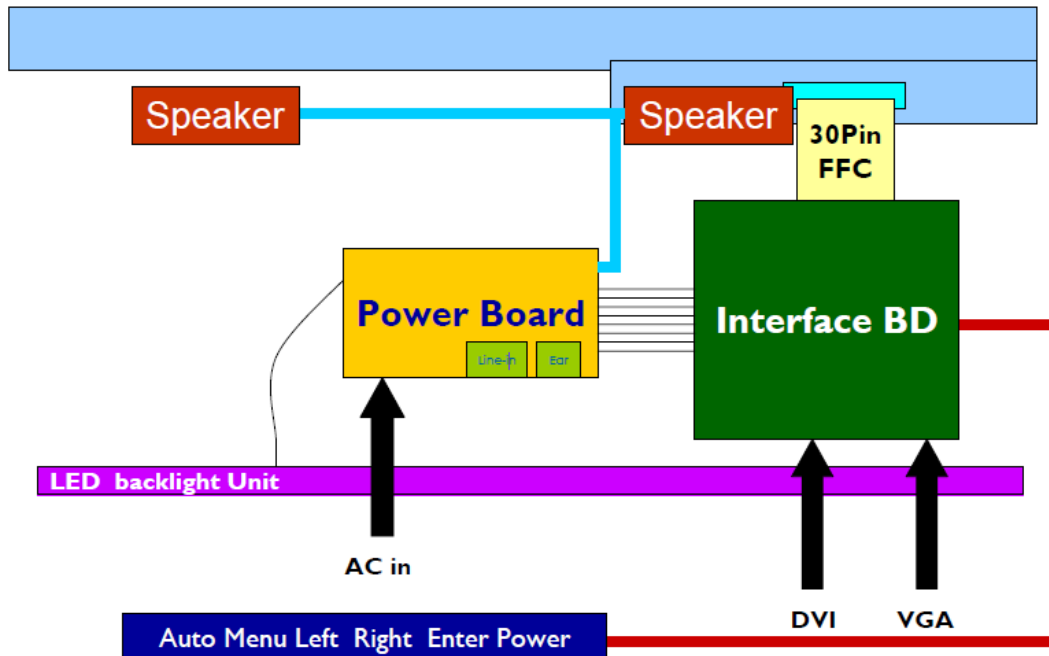 Speaker
Speaker
30Pin
FFC
Power Board
Interface BD
Line-in
Ear
LED backlight Unit
AC in
DVI
VGA
Auto Menu Left Right Enter Power